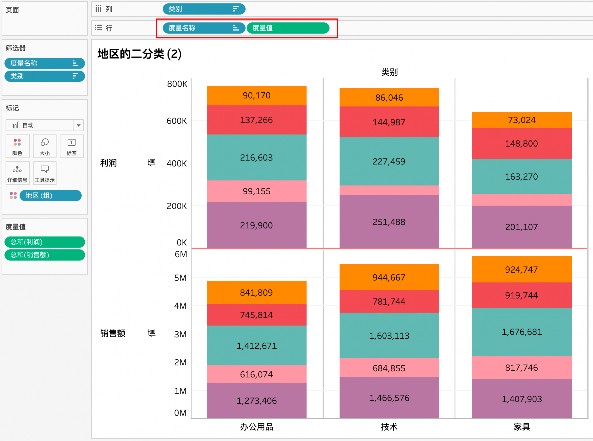 页面
列 类别
行 度量名称 度量值
筛选器
度量名称
类别
标记
自动
颜色 大小 标签
详细信息 工具提示
地区 (组)
度量值
总和(利润)
总和(销售额)
地区的二分类 (2)
类别
利润 值
800K
600K
400K
200K
0K
90,170 86,046 73,024
137,266 144,987 148,800
216,603 227,459 163,270
99,155
219,900 251,488 201,107
销售额 值
6M
5M
4M
3M
2M
1M
0M
841,809 944,667 924,747
745,814 781,744 919,744
1,412,671 1,603,113 1,676,681
616,074 684,855 817,746
1,273,406 1,466,576 1,407,903
办公用品 技术 家具